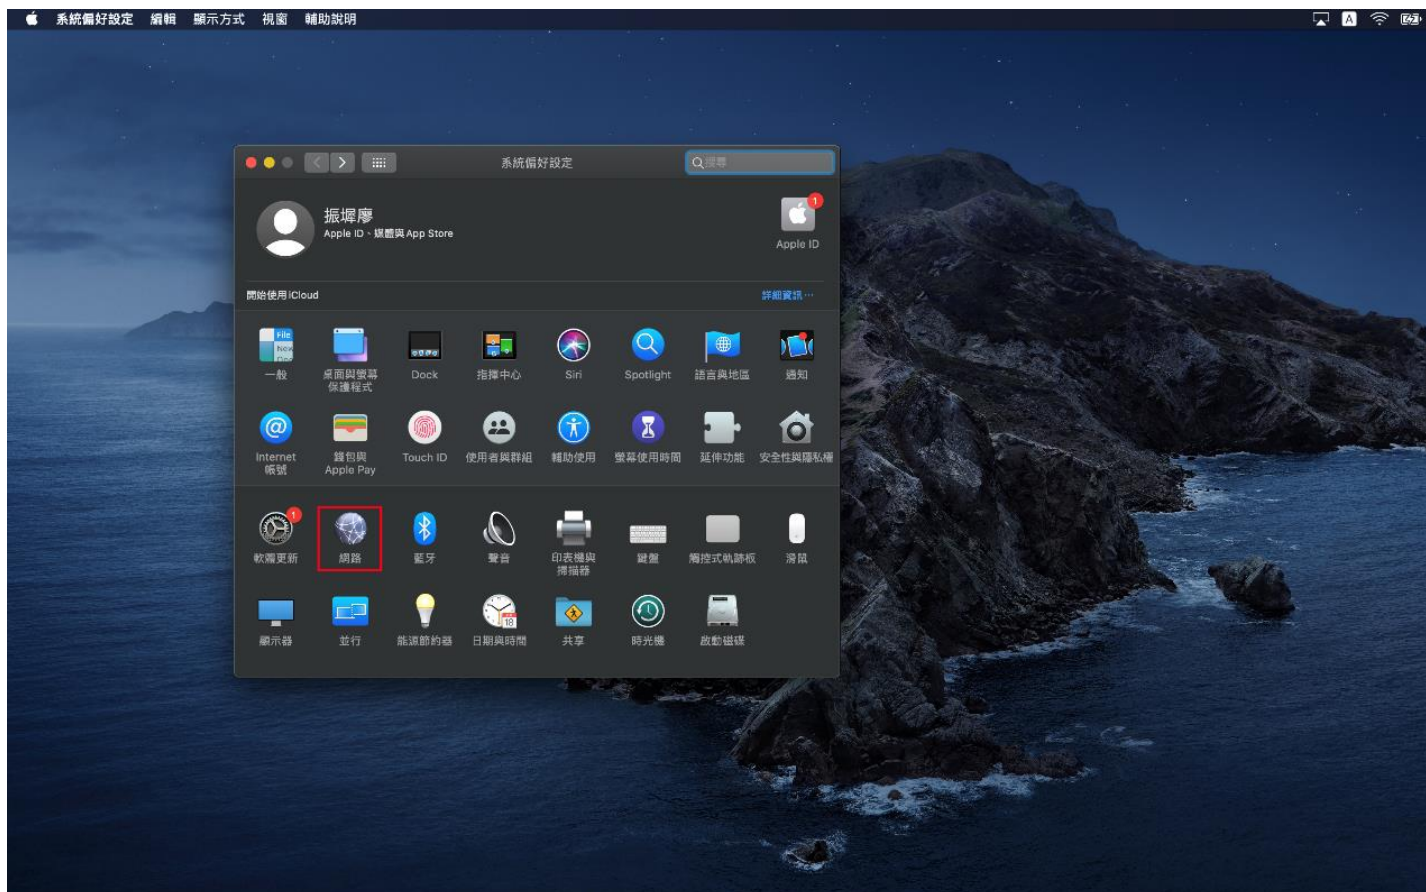 系統偏好設定 編輯 顯示方式 視窗 輔助說明
A
系統偏好設定
搜尋
振墀廖
Apple ID、媒體與 App Store
1
Apple ID
開始使用 iCloud
詳細資訊⋯
File
New
一般
桌面與螢幕
保護程式
Dock
指揮中心
Siri
Spotlight
語言與地區
通知
Internet
帳號
錢包與
Apple Pay
Touch ID
使用者與群組
輔助使用
螢幕使用時間
延伸功能
安全性與隱私權
1
軟體更新
網路
藍牙
聲音
印表機與
掃描器
鍵盤
觸控式軌跡板
滑鼠
18
顯示器
並行
能源節約器
日期與時間
共享
時光機
啟動磁碟